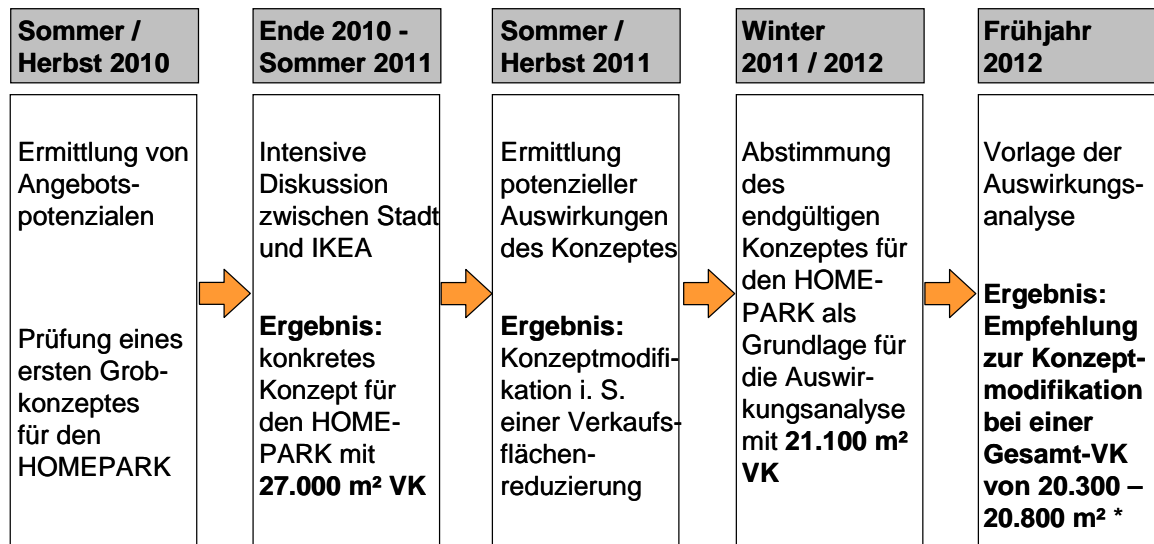 Sommer /
Herbst 2010
Ermittlung von
Angebots-
potenzialen
Prüfung eines
ersten Grob-
konzeptes
für den
HOMEPARK
Ende 2010 -
Sommer 2011
Intensive
Diskussion
zwischen Stadt
und IKEA
Ergebnis:
konkretes
Konzept für
den HOME-
PARK mit
27.000 m² VK
Sommer /
Herbst 2011
Ermittlung
potenzieller
Auswirkungen
des Konzeptes
Ergebnis:
Konzeptmodifi-
kation i. S.
einer Verkaufs-
flächen-
reduzierung
Winter
2011 / 2012
Abstimmung
des
endgültigen
Konzeptes für
den HOME-
PARK als
Grundlage für
die Auswir-
kungsanalyse
mit 21.100 m²
VK
Frühjahr
2012
Vorlage der
Auswirkungs-
analyse
Ergebnis:
Empfehlung
zur Konzept-
modifikation
bei einer
Gesamt-VK
von 20.300 –
20.800 m² *